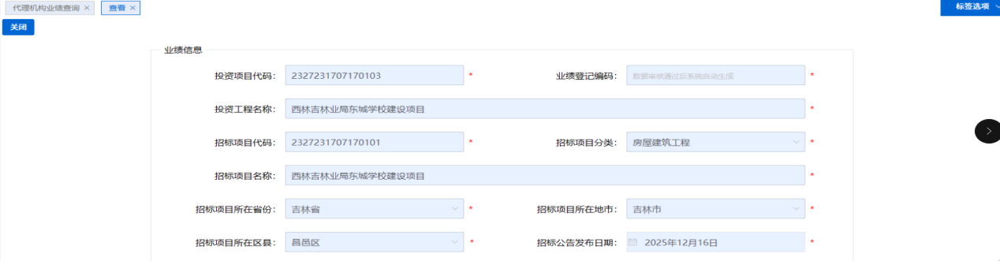 代理机构业绩查询 × 查看 × 标签选项
关闭
业绩信息
投资项目代码: 2327231707170103 * 业绩登记编码: 数据审核通过后系统自动生成 *
投资工程名称: 西林吉林业局东城学校建设项目 *
招标项目代码: 2327231707170101 * 招标项目分类: 房屋建筑工程 *
招标项目名称: 西林吉林业局东城学校建设项目 *
招标项目所在省份: 吉林省 * 招标项目所在地市: 吉林市 *
招标项目所在区县: 昌邑区 * 招标公告发布日期: 2025年12月16日 *